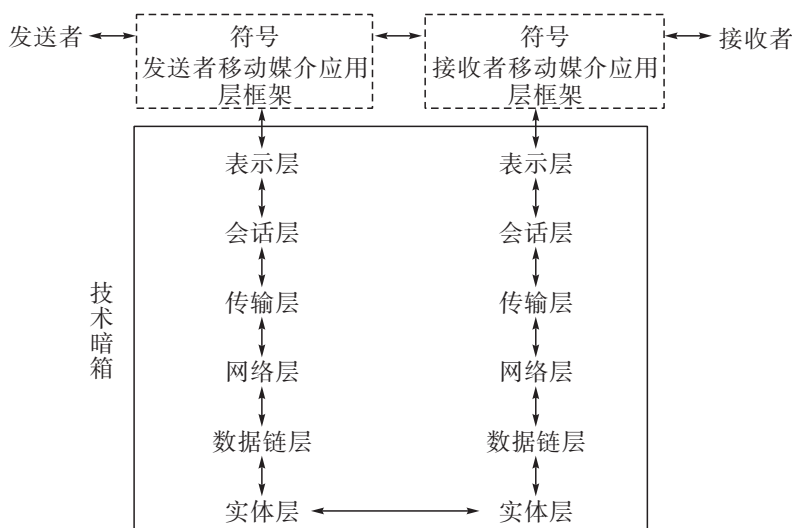 发送者
符号
发送者移动媒介应用
层框架
符号
接收者移动媒介应用
层框架
接收者
技术暗箱
表示层
会话层
传输层
网络层
数据链层
实体层
表示层
会话层
传输层
网络层
数据链层
实体层